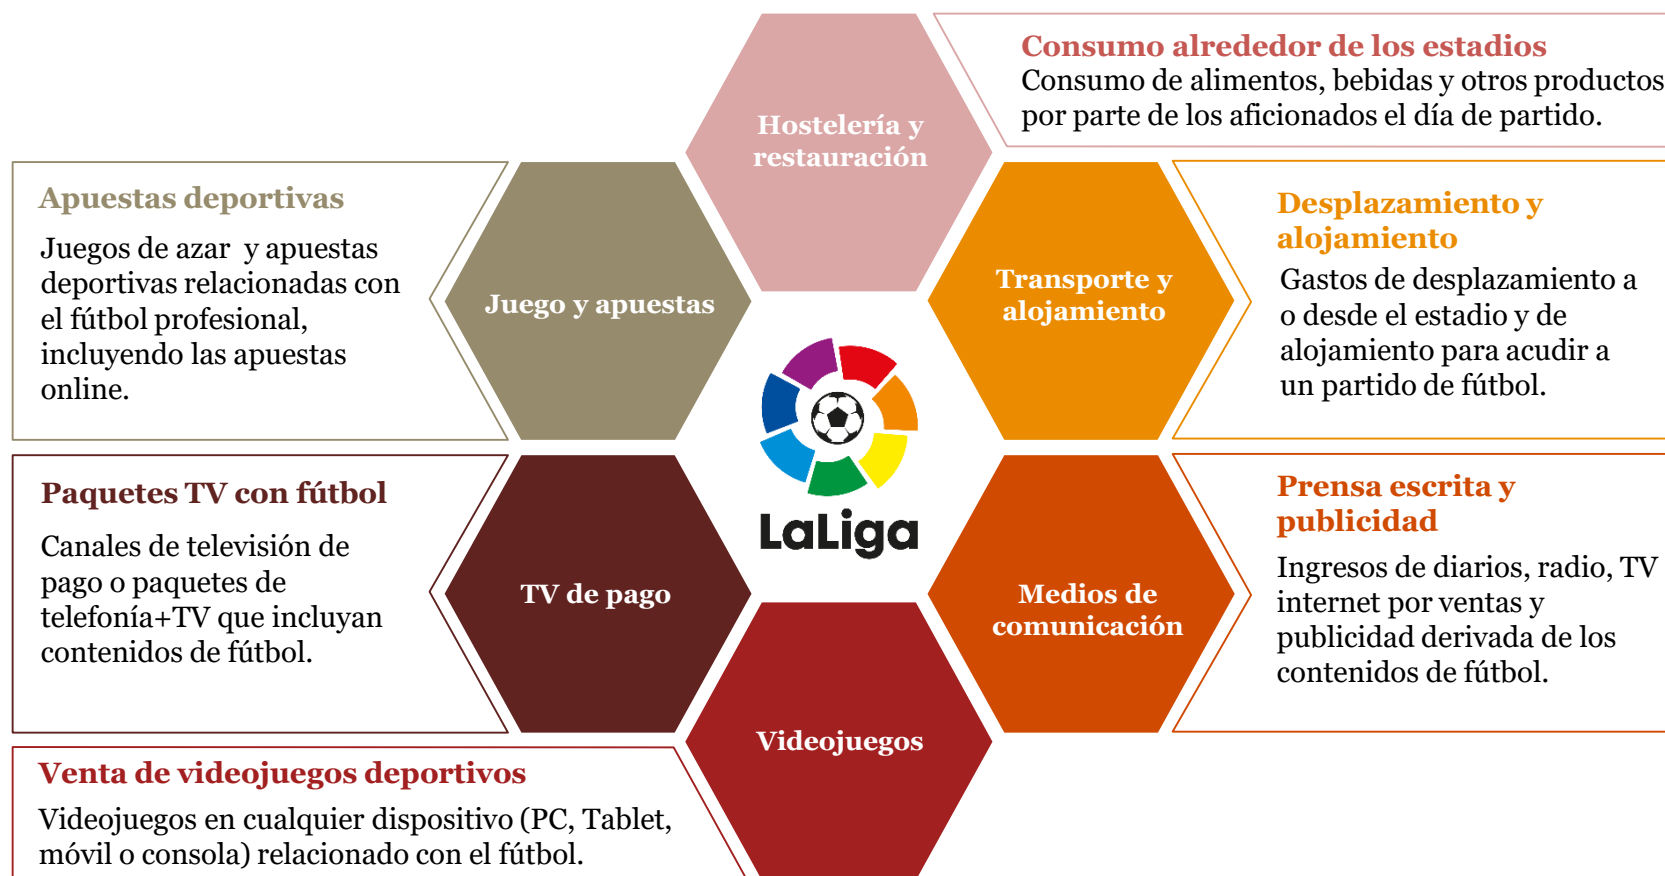 Consumo alrededor de los estadios
Consumo de alimentos, bebidas y otros productos
por parte de los aficionados el día de partido.
Hostelería y
restauración
Apuestas deportivas
Juegos de azar y apuestas
deportivas relacionadas con
el fútbol profesional,
incluyendo las apuestas
online.
Juego y apuestas
Transporte y
alojamiento
Desplazamiento y
alojamiento
Gastos de desplazamiento a
o desde el estadio y de
alojamiento para acudir a
un partido de fútbol.
LaLiga
Paquetes TV con fútbol
Canales de televisión de
pago o paquetes de
telefonía+TV que incluyan
contenidos de fútbol.
TV de pago
Medios de
comunicación
Prensa escrita y
publicidad
Ingresos de diarios, radio, TV
internet por ventas y
publicidad derivada de los
contenidos de fútbol.
Videojuegos
Venta de videojuegos deportivos
Videojuegos en cualquier dispositivo (PC, Tablet,
móvil o consola) relacionado con el fútbol.